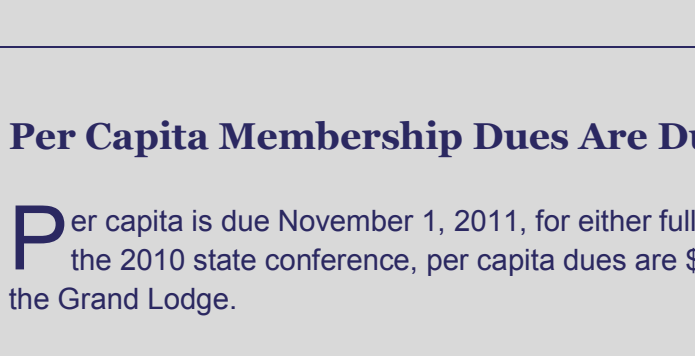 Per Capita Membership Dues Are
Per capita is due November 1, 2011, for either full
the 2010 state conference, per capita dues are $
the Grand Lodge.